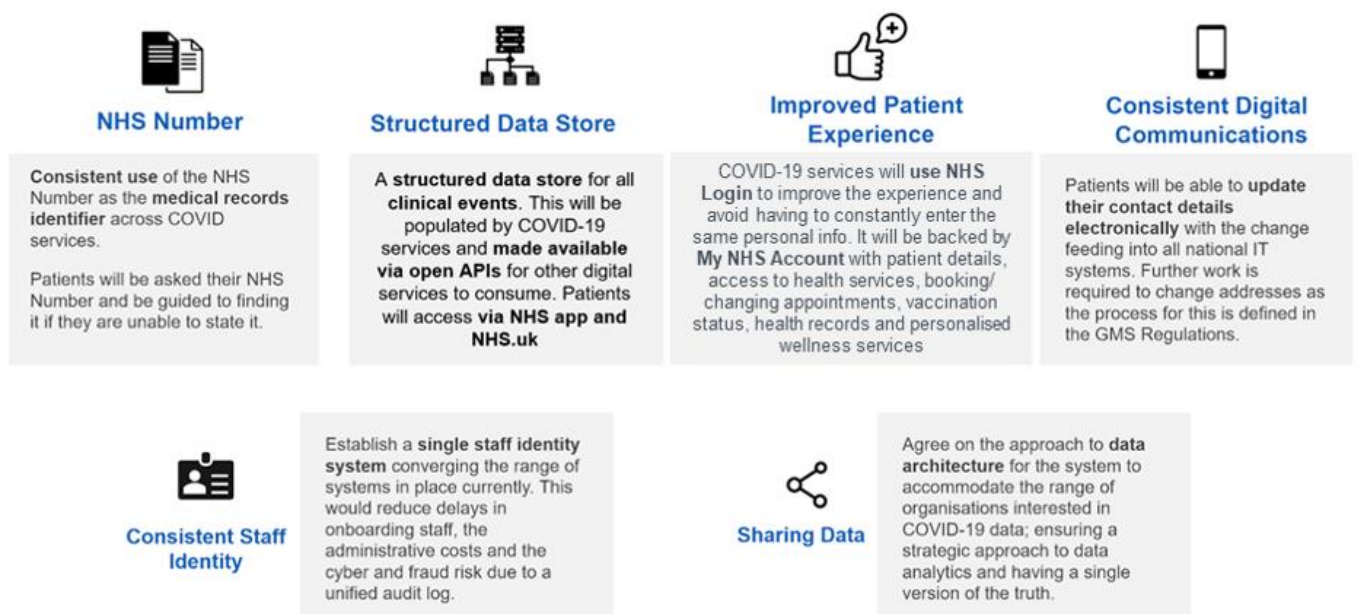 NHS Number
Consistent use of the NHS
Number as the medical records
identifier across COVID
services.
Patients will be asked their NHS
Number and be guided to finding
it if they are unable to state it.
Structured Data Store
A structured data store for all
clinical events. This will be
populated by COVID-19
services and made available
via open APIs for other digital
services to consume. Patients
will access via NHS app and
NHS.uk
Improved Patient
Experience
COVID-19 services will use NHS
Login to improve the experience and
avoid having to constantly enter the
same personal info. It will be backed by
My NHS Account with patient details,
access to health services, booking/
changing appointments, vaccination
status, health records and personalised
wellness services
Consistent Digital
Communications
Patients will be able to update
their contact details
electronically with the change
feeding into all national IT
systems. Further work is
required to change addresses as
the process for this is defined in
the GMS Regulations.
Consistent Staff
Identity
Establish a single staff identity
system converging the range of
systems in place currently. This
would reduce delays in
onboarding staff, the
administrative costs and the
cyber and fraud risk due to a
unified audit log.
Sharing Data
Agree on the approach to data
architecture for the system to
accommodate the range of
organisations interested in
COVID-19 data; ensuring a
strategic approach to data
analytics and having a single
version of the truth.